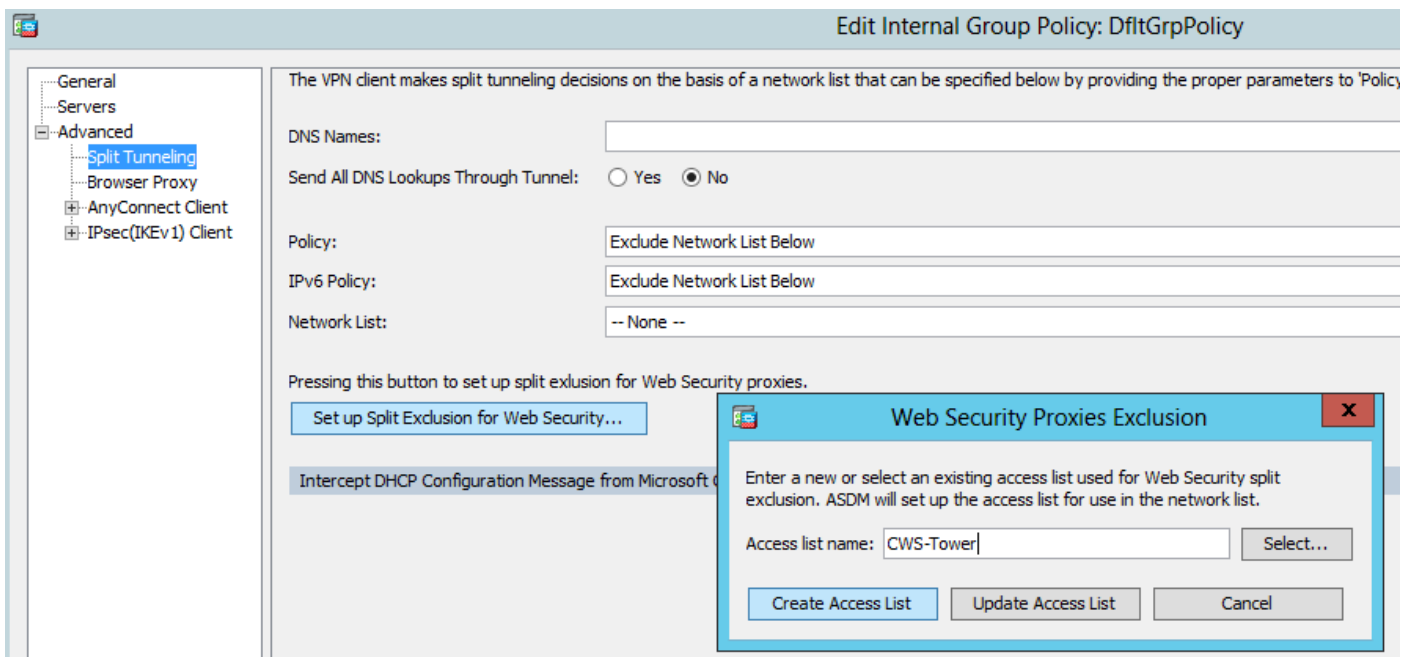 Edit Internal Group Policy: DfltGrpPolicy
General
Servers
Advanced
Split Tunneling
Browser Proxy
AnyConnect Client
IPsec(IKEv1) Client
The VPN client makes split tunneling decisions on the basis of a network list that can be specified below by providing the proper parameters to 'Policy
DNS Names:
Send All DNS Lookups Through Tunnel: Yes No
Policy: Exclude Network List Below
IPv6 Policy: Exclude Network List Below
Network List: -- None --
Pressing this button to set up split exlusion for Web Security proxies.
Set up Split Exclusion for Web Security...
Intercept DHCP Configuration Message from Microsoft
Web Security Proxies Exclusion
x
Enter a new or select an existing access list used for Web Security split
exclusion. ASDM will set up the access list for use in the network list.
Access list name: CWS-Tower Select...
Create Access List Update Access List Cancel